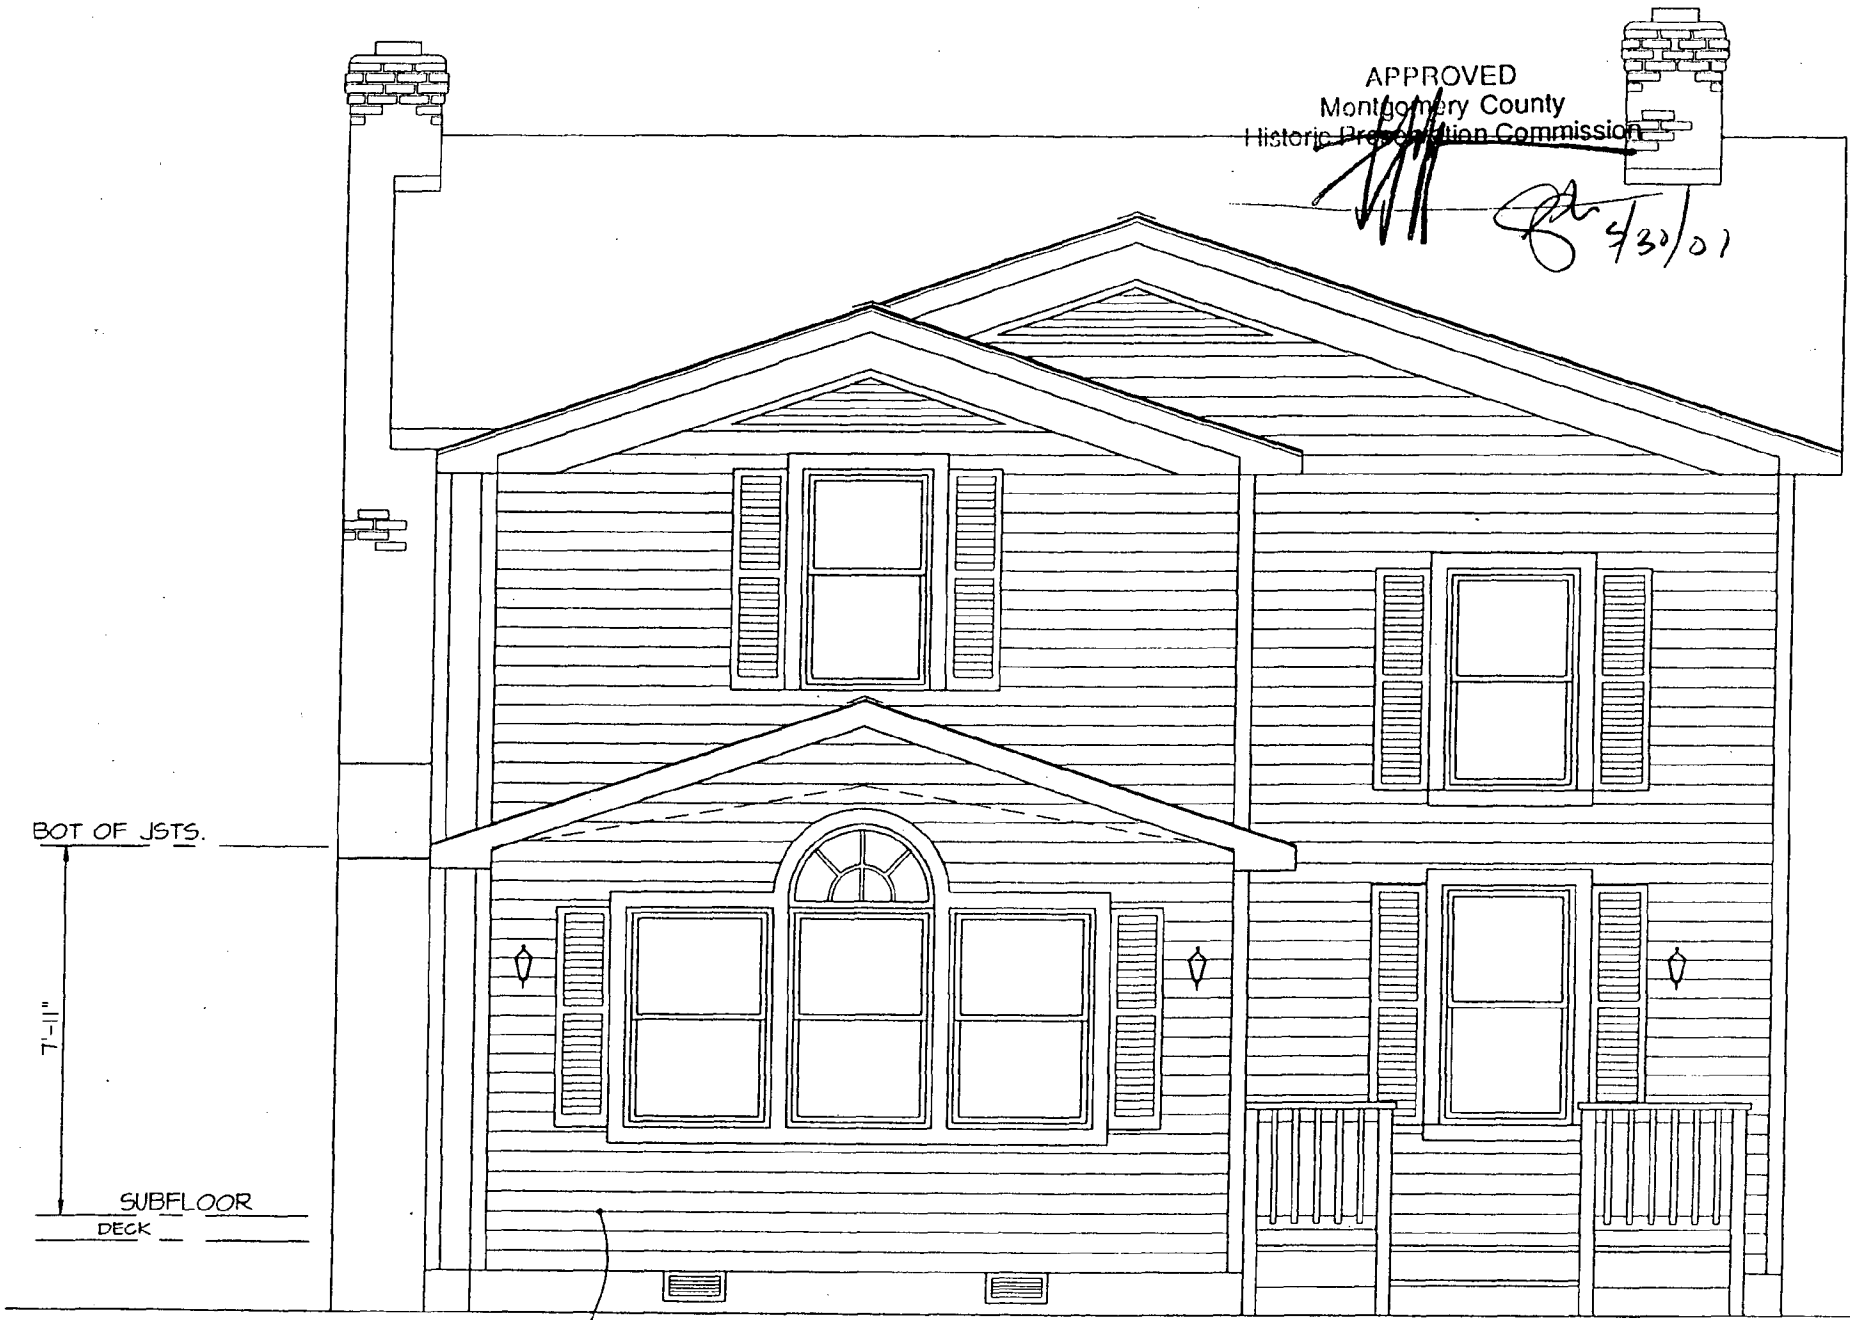 APPROVED
Montgomery County
Historic Preservation Commission
5/30/01
BOT OF JSTS.
7'-11"
SUBFLOOR
DECK